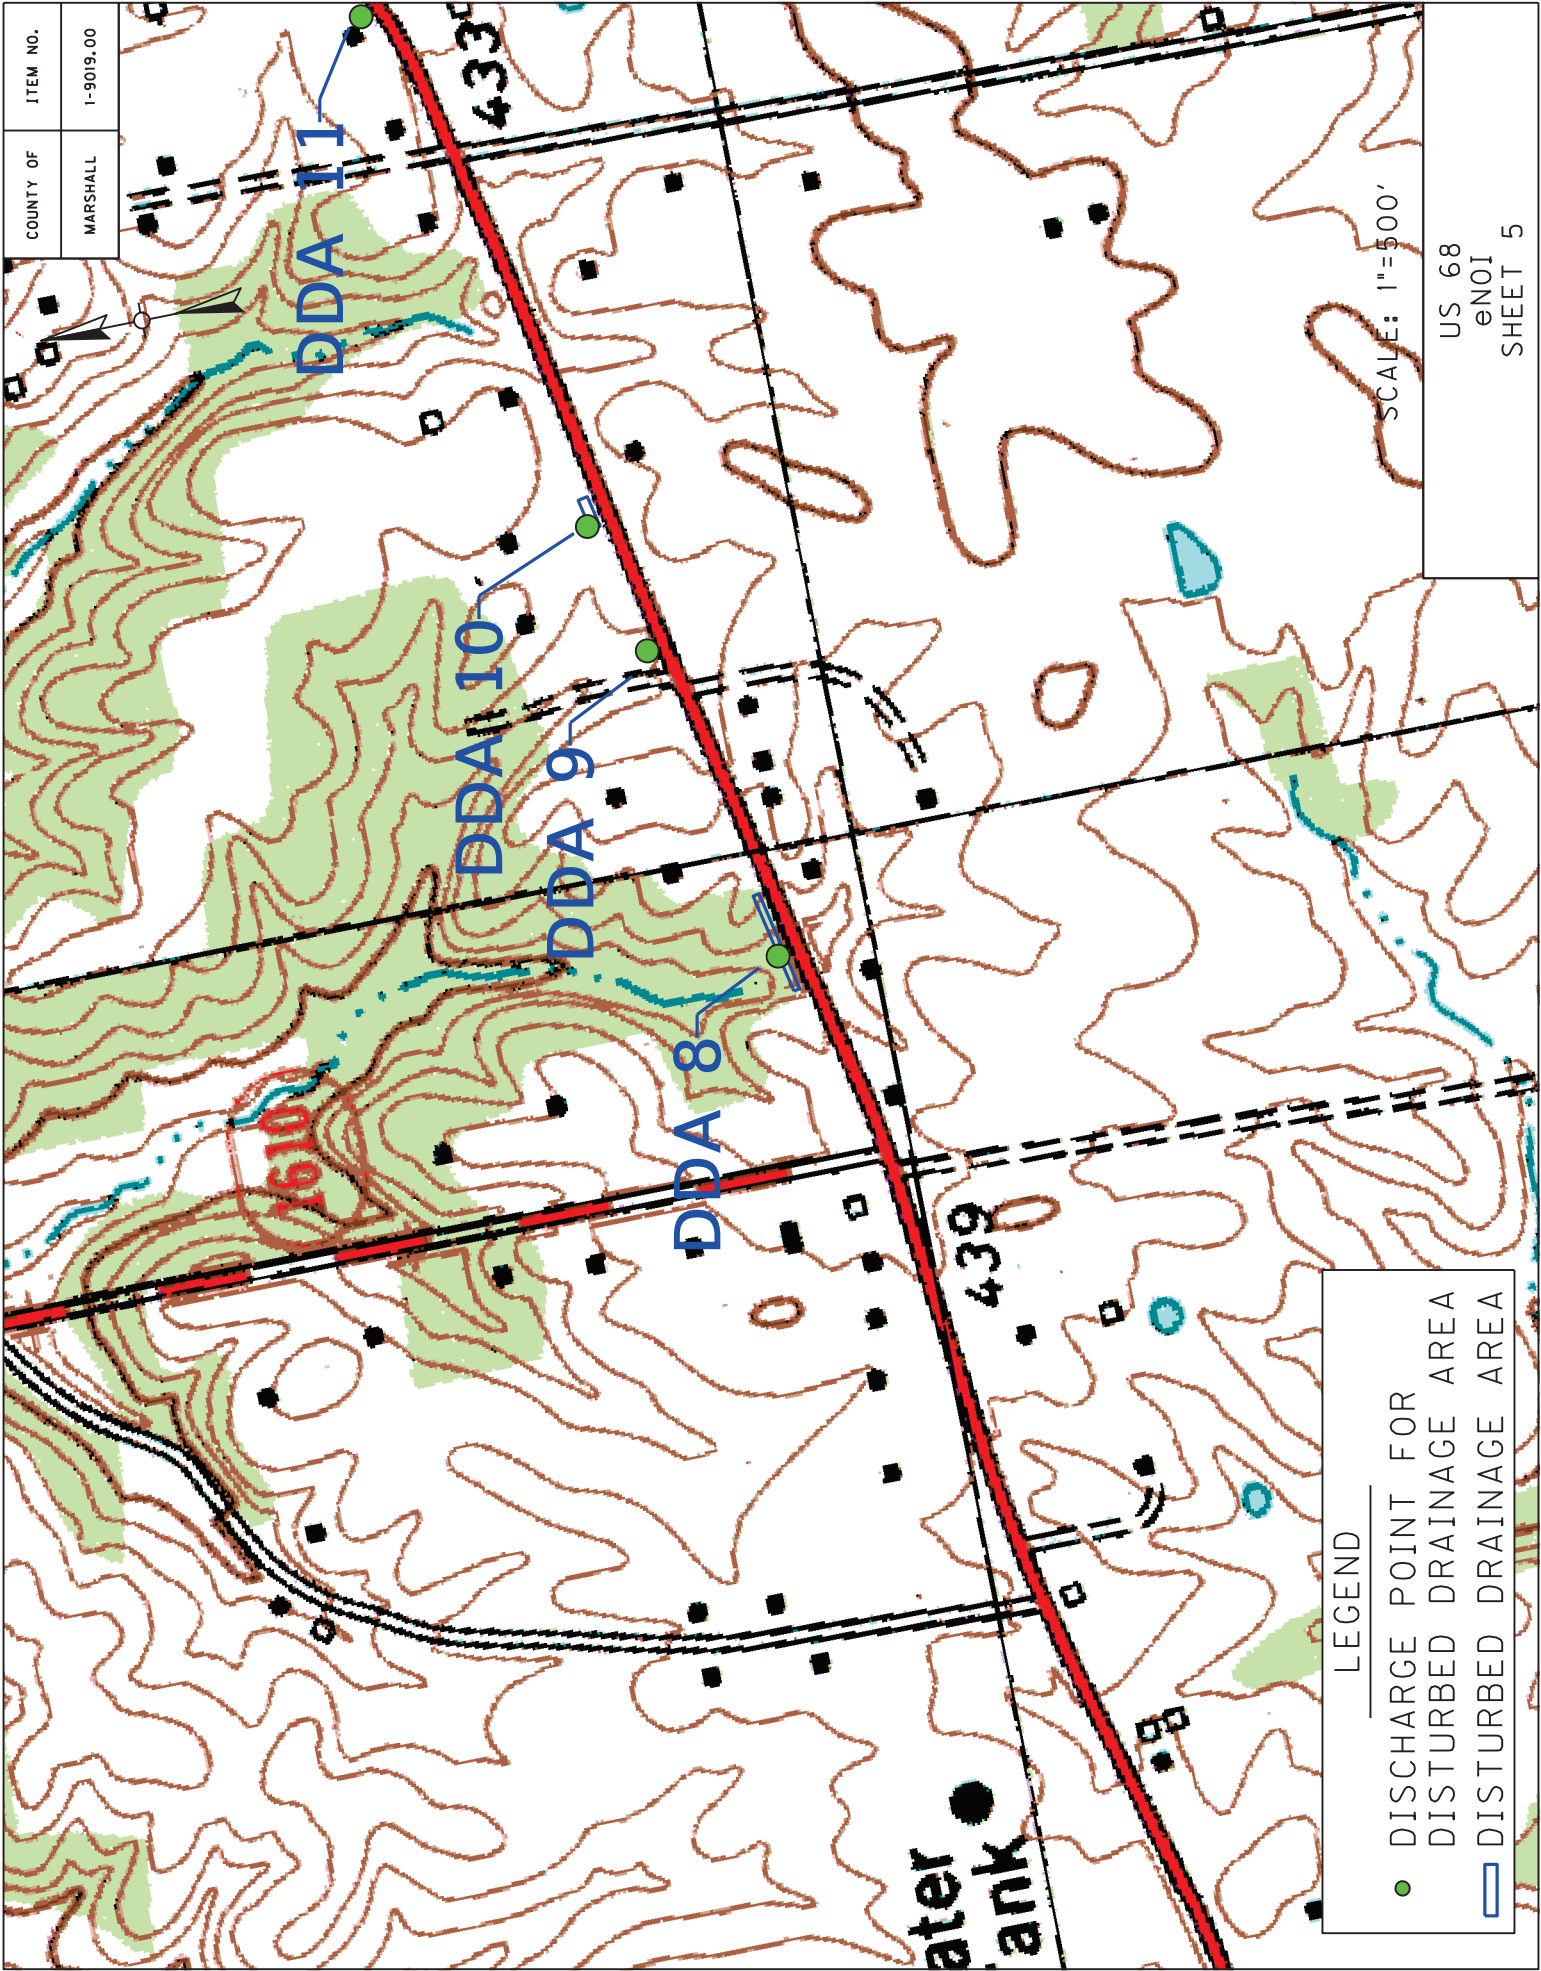 COUNTY OF
ITEM NO.
MARSHALL
1-9019.00
1610
DDA 8
DDA 9
DDA 10
DDA 11
433
439
ater
ank
LEGEND
DISCHARGE POINT FOR
DISTURBED DRAINAGE AREA
DISTURBED DRAINAGE AREA
SCALE: 1"=500'
US 68
eNOI
SHEET 5